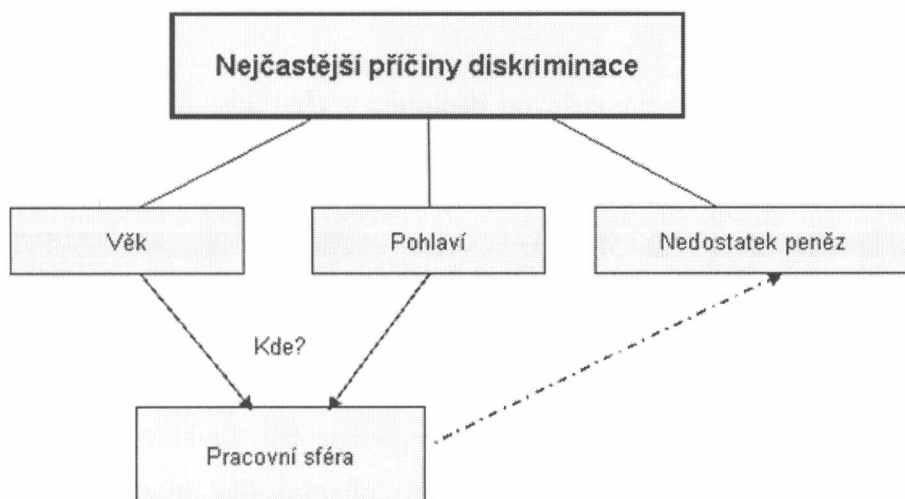 Nejčastější příčiny diskriminace
Věk
Pohlaví
Nedostatek peněz
Kde?
Pracovní sféra